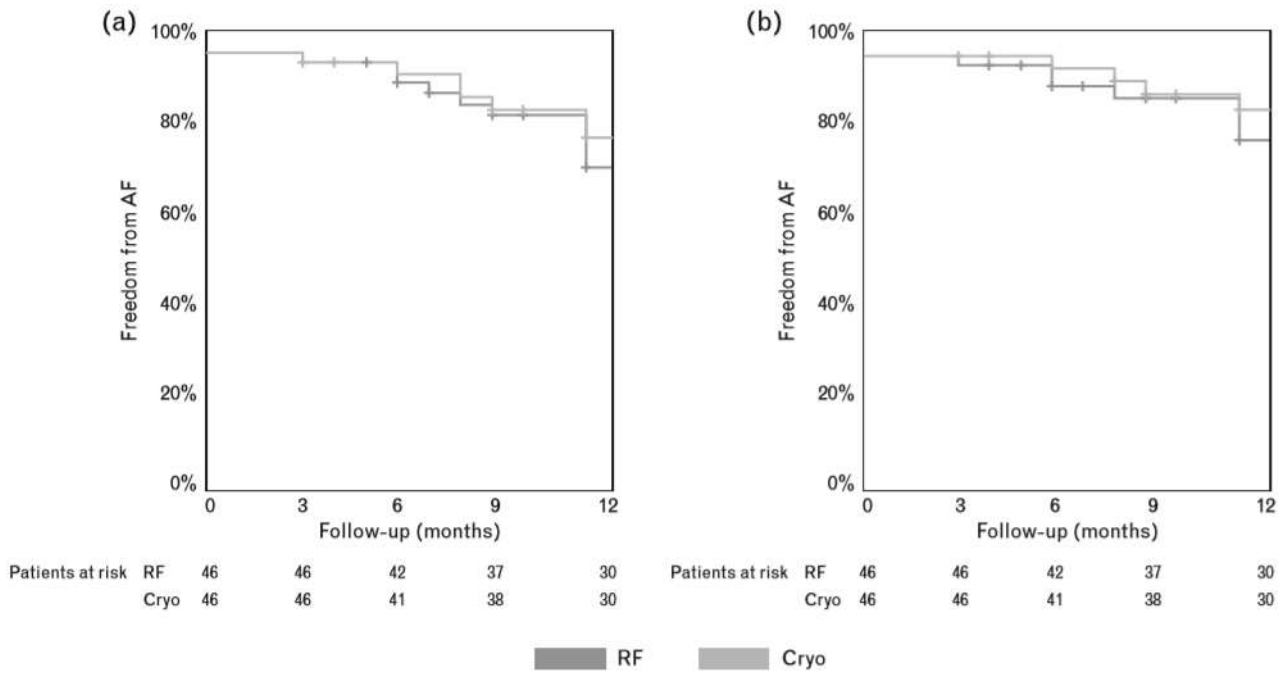 (a)
100%
80%
60%
40%
20%
0%
Freedom from AF
0 3 6 9 12
Follow-up (months)
Patients at risk RF 46 46 42 37 30
Cryo 46 46 41 38 30
(b)
100%
80%
60%
40%
20%
0%
Freedom from AF
0 3 6 9 12
Follow-up (months)
Patients at risk RF 46 46 42 37 30
Cryo 46 46 41 38 30
RF Cryo